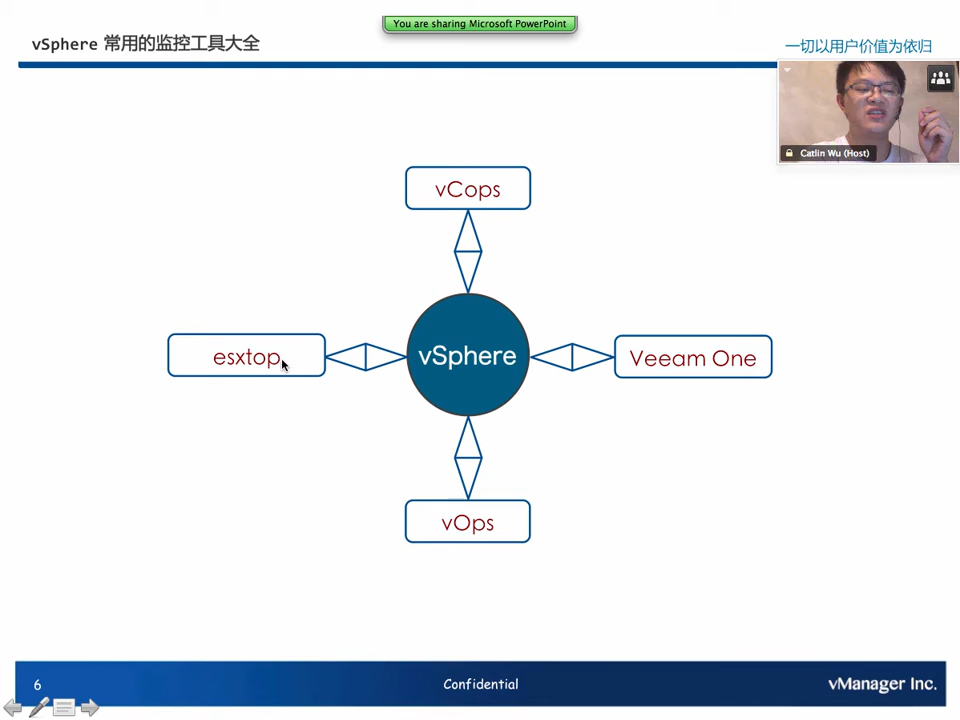 You are sharing Microsoft PowerPoint
vSphere 常用的监控工具大全
一切以用户价值为依归
Catlin Wu (Host)
vCops
esxtop
vSphere
Veeam One
vOps
6
Confidential
vManager Inc.